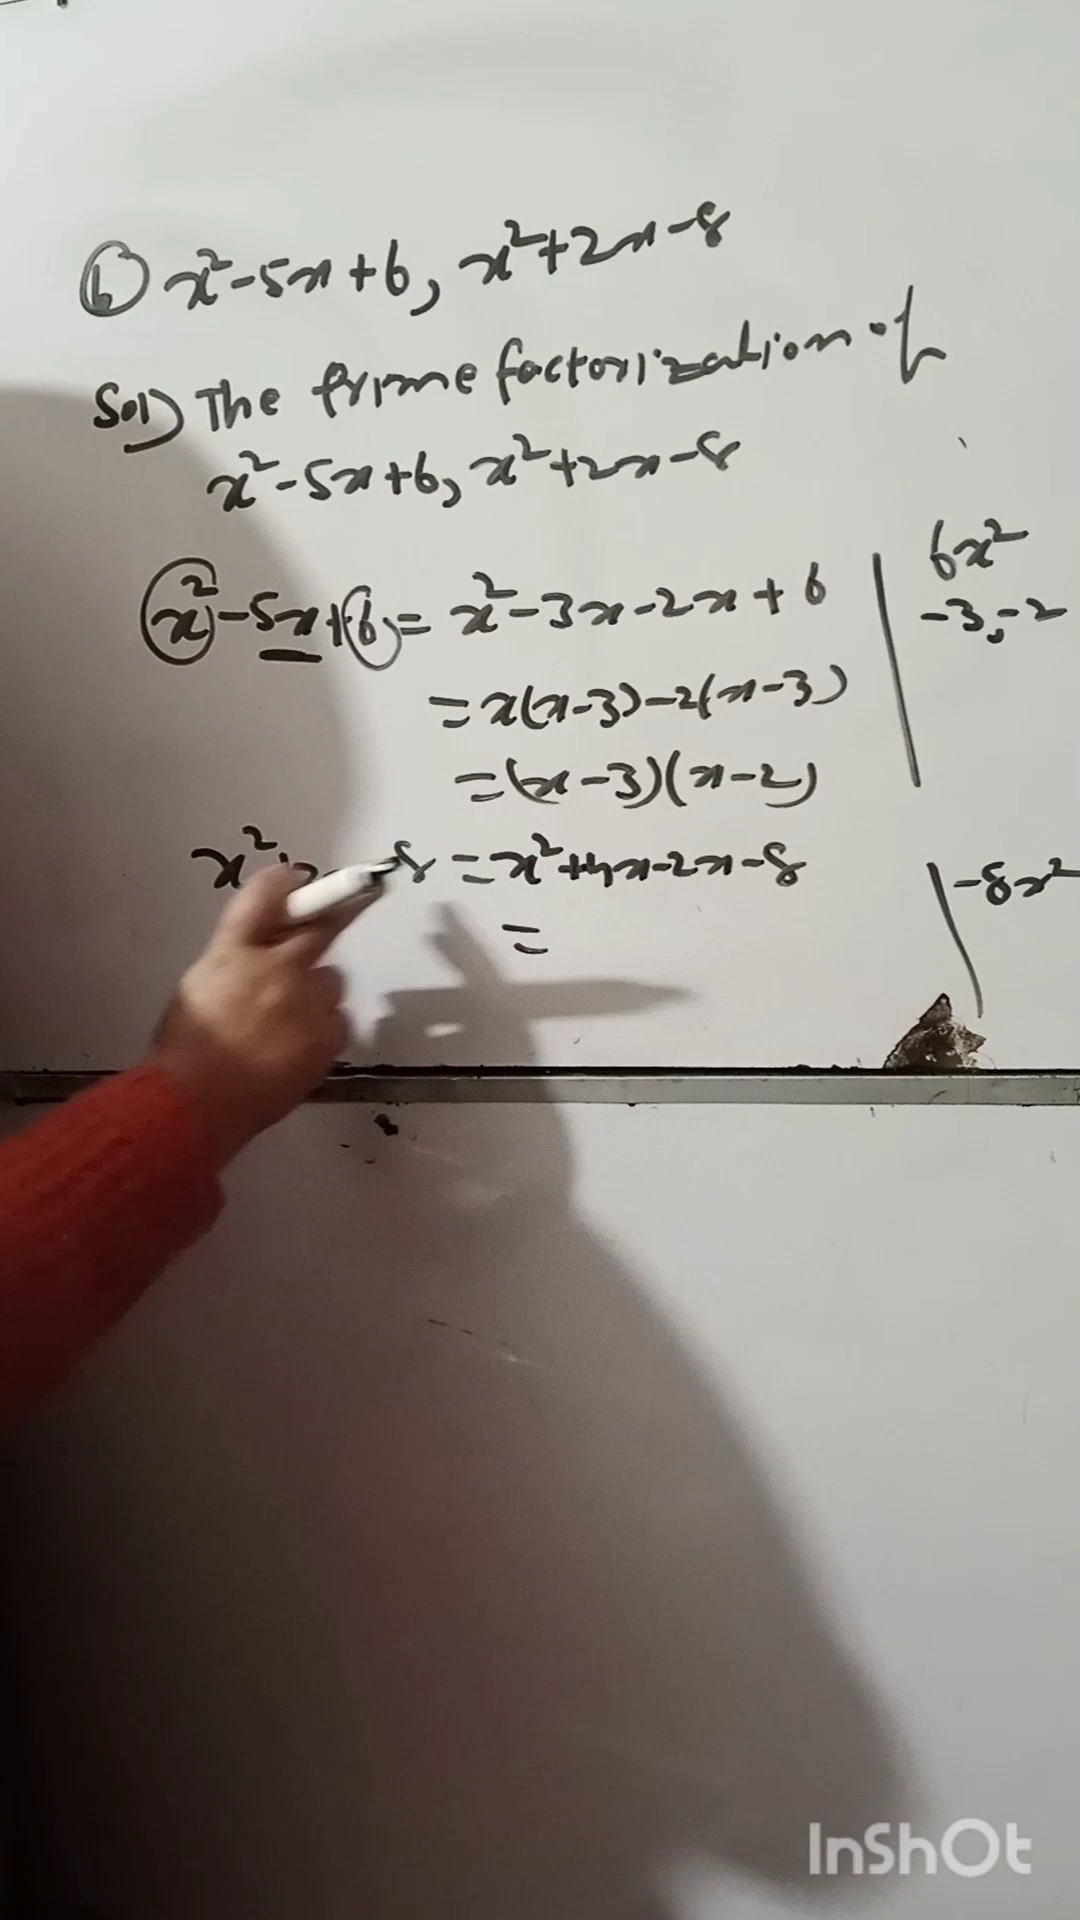 (b) x²-5x+6, x²+2x-8
Sol) The prime factorization of
x²-5x+6, x²+2x-8
x²-5x+6 = x²-3x-2x+6
6x²
-3,-2
= x(x-3)-2(x-3)
= (x-3)(x-2)
x² -8 = x²+4x-2x-8
-8x²
=
InShOt